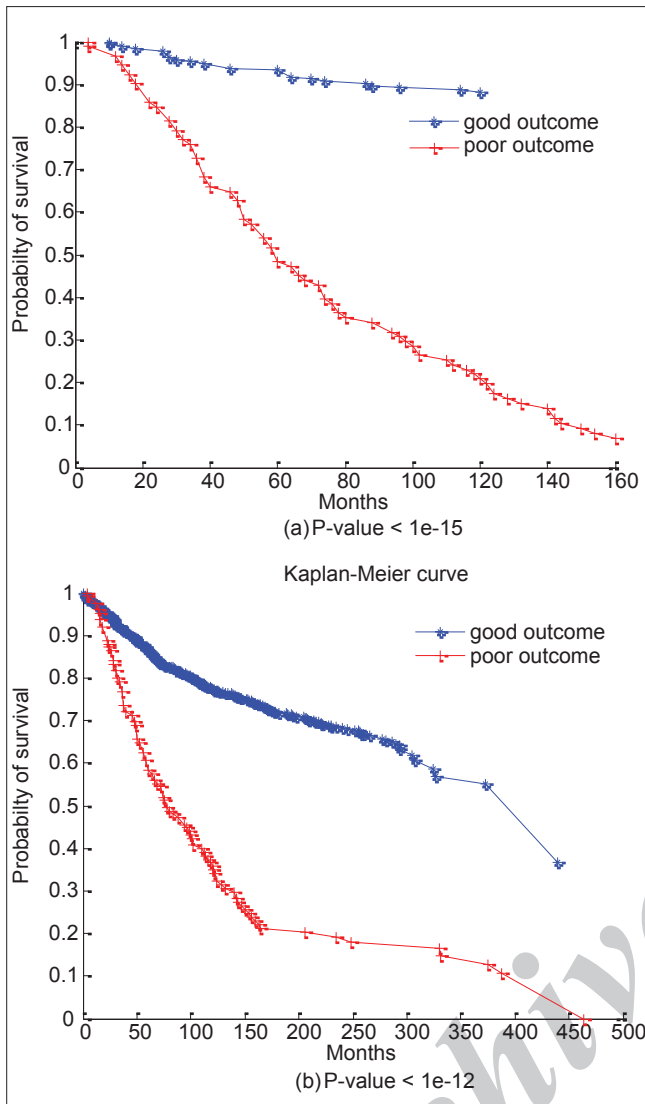 1
0.9
0.8
0.7
0.6
0.5
0.4
0.3
0.2
0.1
0
Probabilty of survival
good outcome
poor outcome
0 20 40 60 80 100 120 140 160
Months
(a) P-value < 1e-15
Kaplan-Meier curve
1
0.9
0.8
0.7
0.6
0.5
0.4
0.3
0.2
0.1
0
Probabilty of survival
good outcome
poor outcome
0 50 100 150 200 250 300 350 400 450 500
Months
(b) P-value < 1e-12